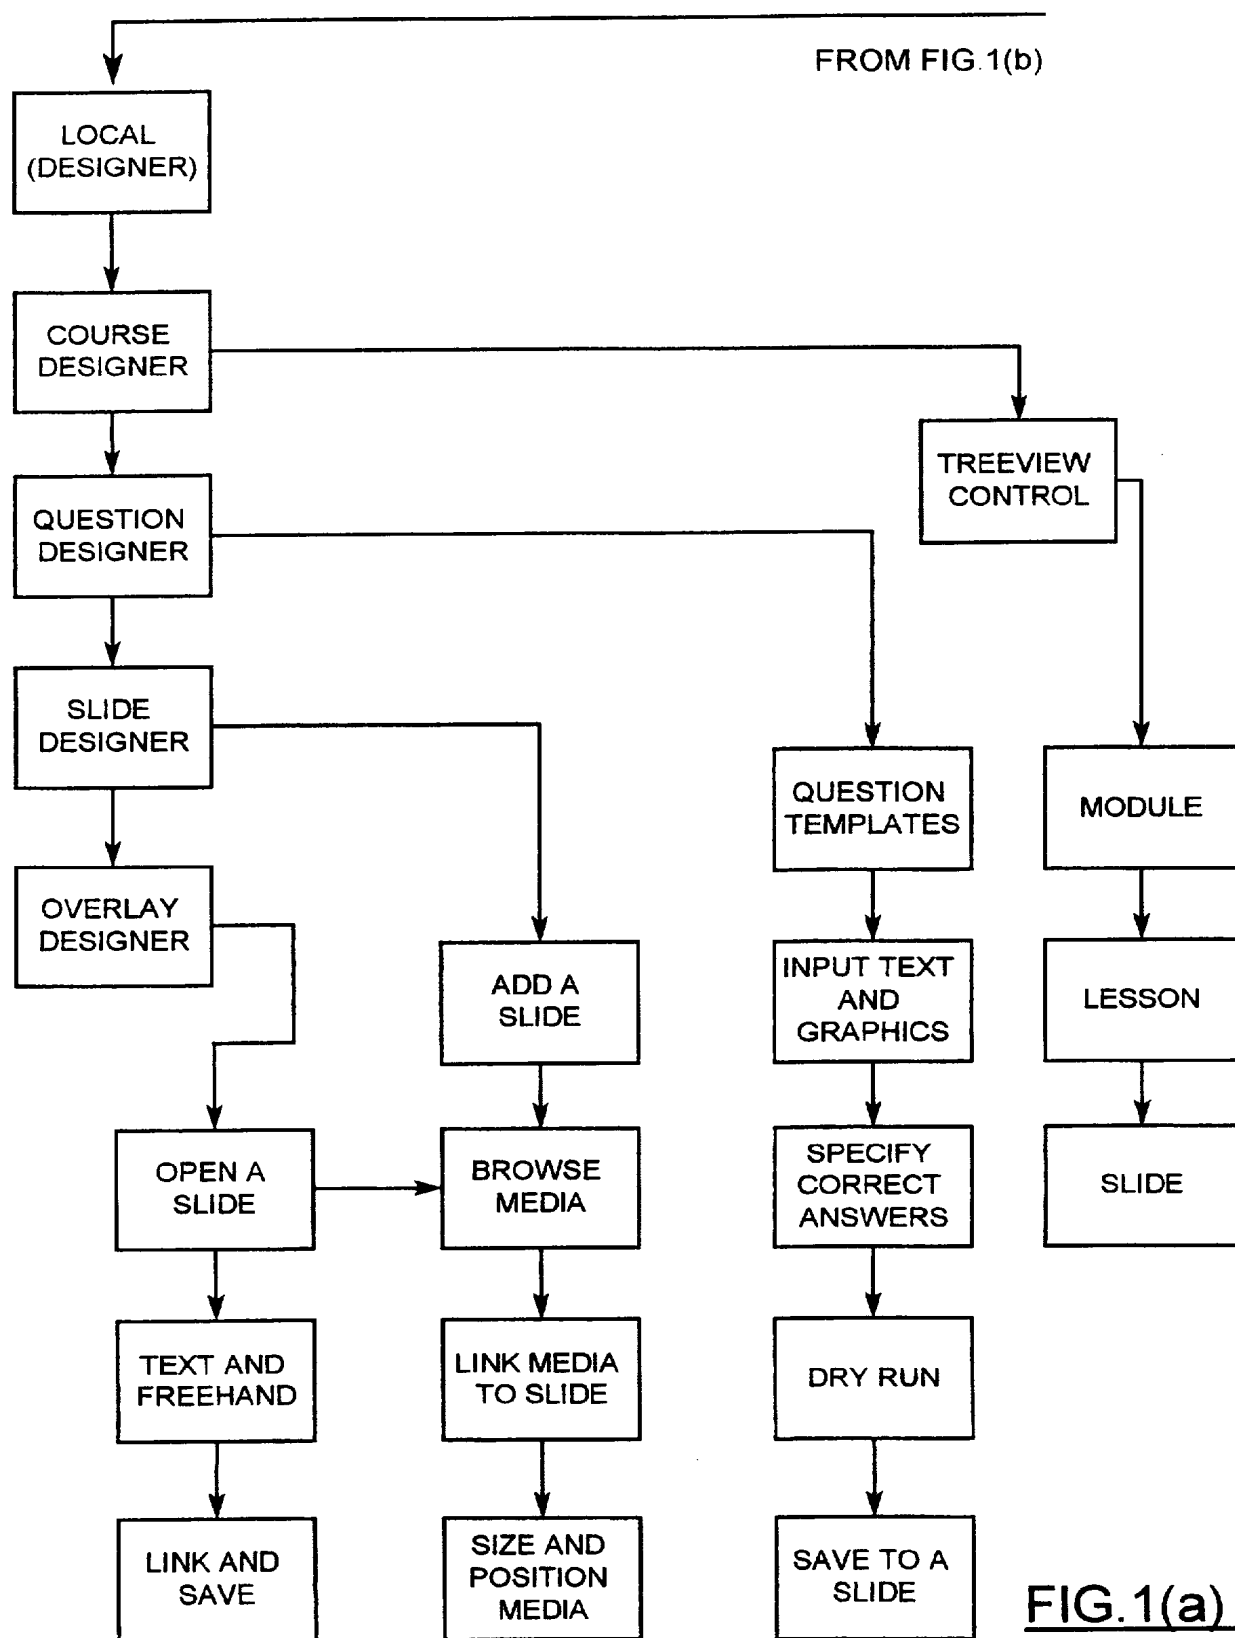 FROM FIG.1(b)
LOCAL
(DESIGNER)
COURSE
DESIGNER
TREEVIEW
CONTROL
QUESTION
DESIGNER
SLIDE
DESIGNER
QUESTION
TEMPLATES
MODULE
OVERLAY
DESIGNER
ADD A
SLIDE
INPUT TEXT
AND
GRAPHICS
LESSON
OPEN A
SLIDE
BROWSE
MEDIA
SPECIFY
CORRECT
ANSWERS
SLIDE
TEXT AND
FREEHAND
LINK MEDIA
TO SLIDE
DRY RUN
LINK AND
SAVE
SIZE AND
POSITION
MEDIA
SAVE TO A
SLIDE
FIG.1(a)